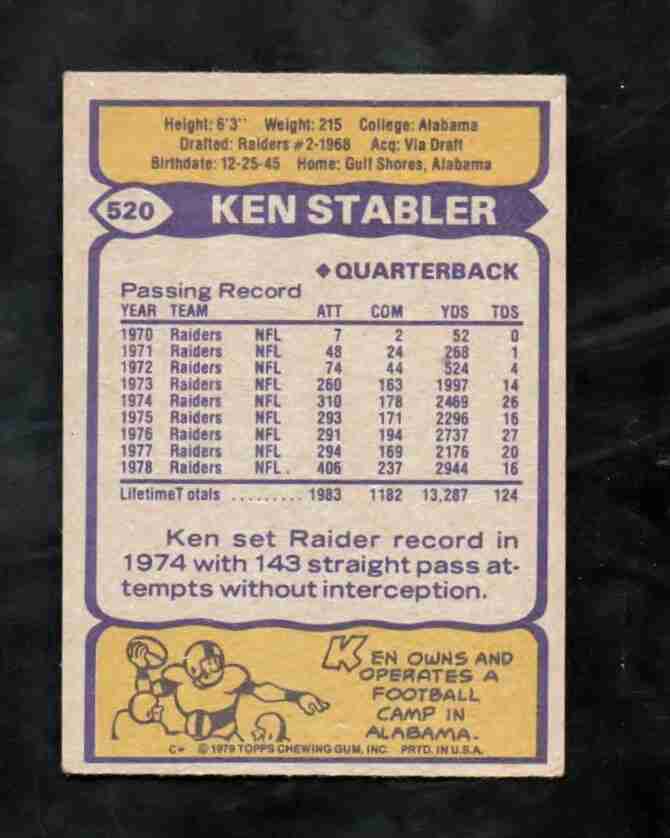 Height: 6'3" Weight: 215 College: Alabama
Drafted: Raiders #2-1968 Acq: Via Draft
Birthdate: 12-25-45 Home: Gulf Shores, Alabama
520 KEN STABLER
◆QUARTERBACK
Passing Record
YEAR TEAM ATT COM YDS TDS
1970 Raiders NFL 7 2 52 0
1971 Raiders NFL 48 24 268 1
1972 Raiders NFL 74 44 524 4
1973 Raiders NFL 260 163 1997 14
1974 Raiders NFL 310 178 2469 26
1975 Raiders NFL 293 171 2296 16
1976 Raiders NFL 291 194 2737 27
1977 Raiders NFL 294 169 2176 20
1978 Raiders NFL. 406 237 2944 16
LifetimeT otals ......... 1983 1182 13,287 124
Ken set Raider record in
1974 with 143 straight pass at-
tempts without interception.
KEN OWNS AND
OPERATES A
FOOTBALL
CAMP IN
ALABAMA.
C* © 1979 TOPPS CHEWING GUM, INC. PRTD. IN U.S.A.